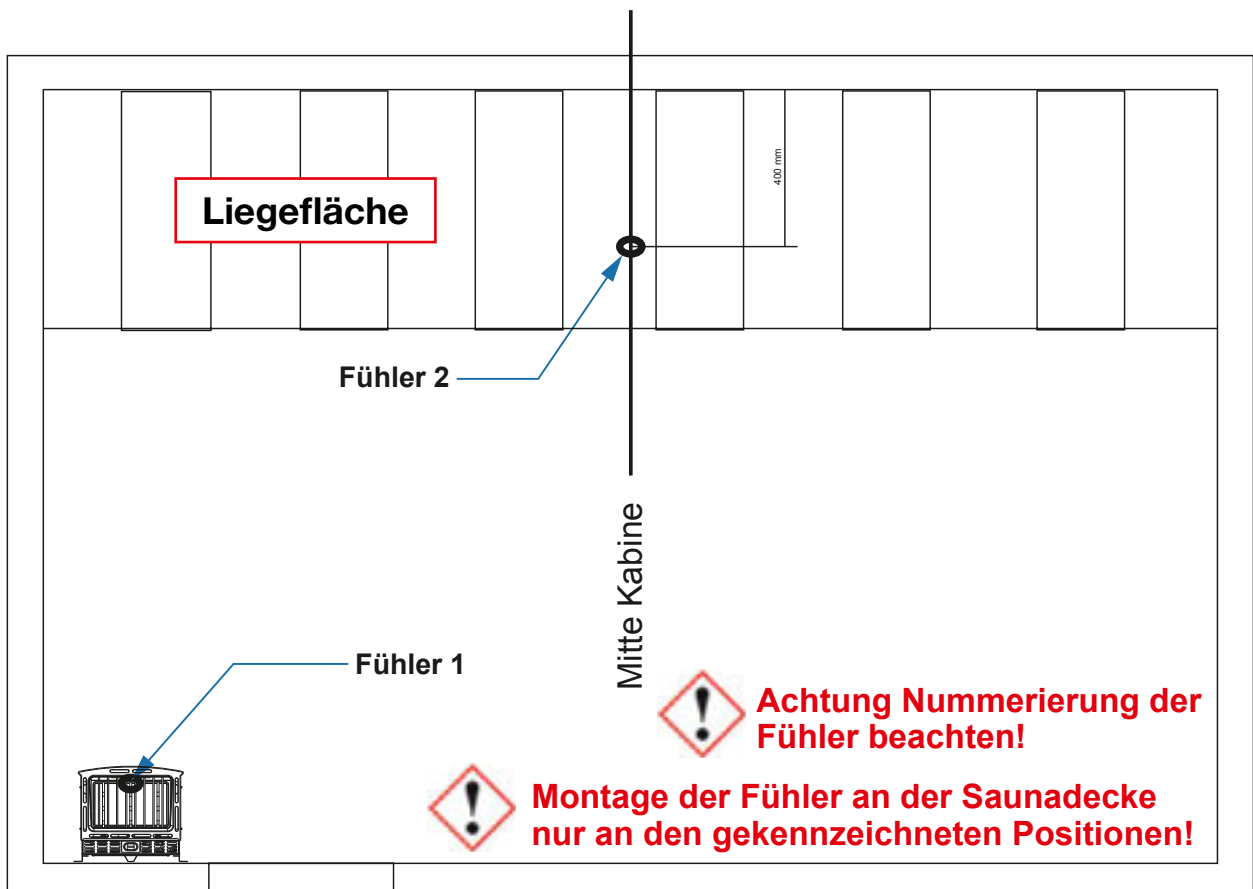 400 mm
Liegefläche
Fühler 2
Mitte Kabine
Fühler 1
Achtung Nummerierung der
Fühler beachten!
Montage der Fühler an der Saunadecke
nur an den gekennzeichneten Positionen!